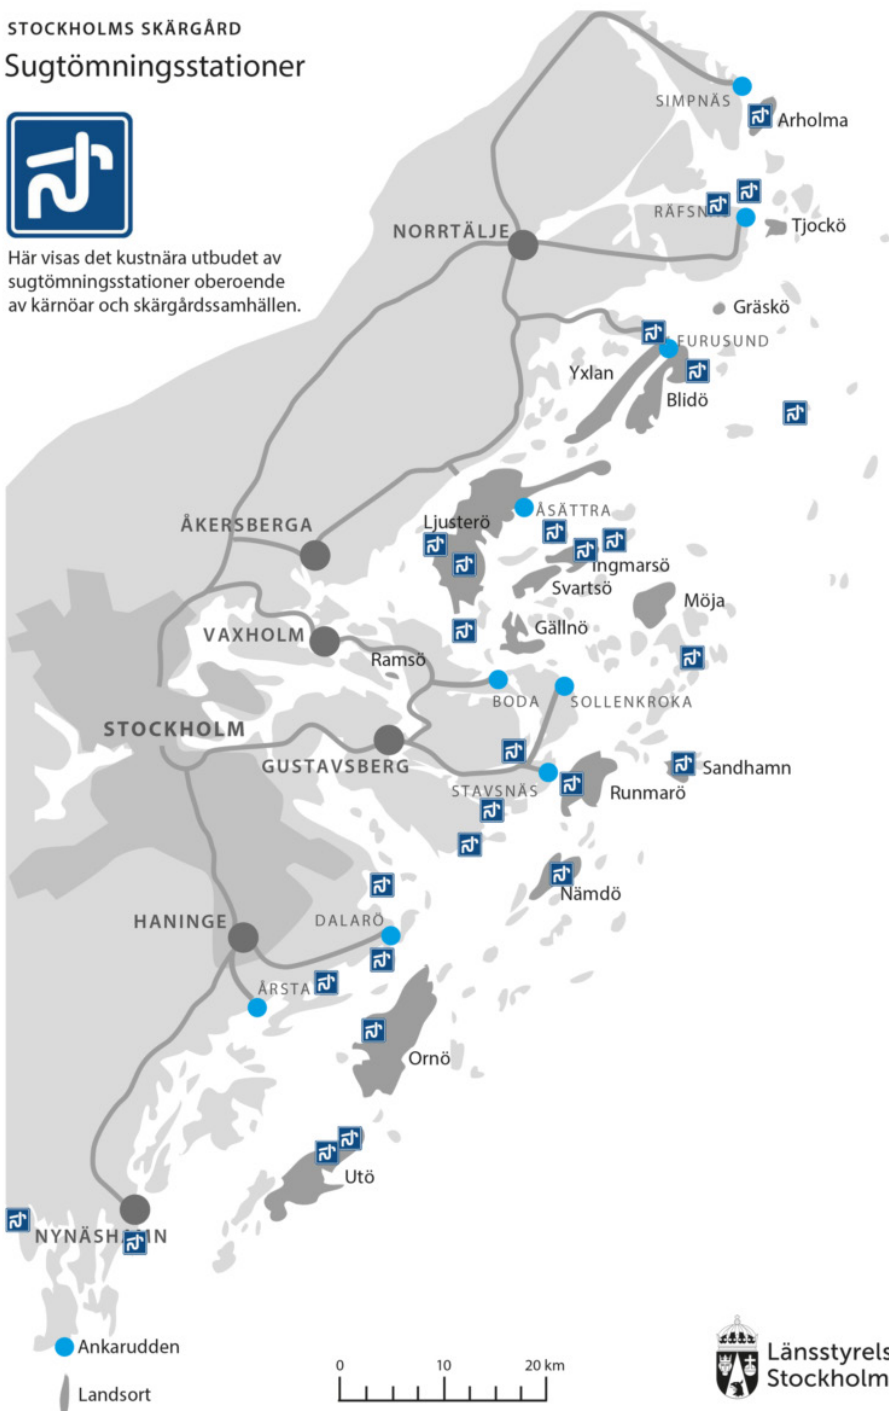 STOCKHOLMS SKÄRGÅRD
Sugtömningsstationer
Här visas det kustnära utbudet av
sugtömningsstationer oberoende
av kärnöar och skärgårdssamhällen.
SIMPNÄS
Arholma
NORRTÄLJE
Tjockö
Gräskö
FURUSUND
Yxlan
Blidö
ÅSÄTTRA
ÅKERSBERGA
Ljusterö
Ingmarsö
Svartsö
Möja
VAXHOLM
Gällnö
Ramsö
BODA
SOLLENKROKA
STOCKHOLM
GUSTAVSBERG
Sandhamn
STAVSNÄS
Runmarö
Nämdö
HANINGE
DALARÖ
ÅRSTA
Ornö
Utö
Ankarudden
Landsort
0
10
20 km
Länsstyrels
Stockholm